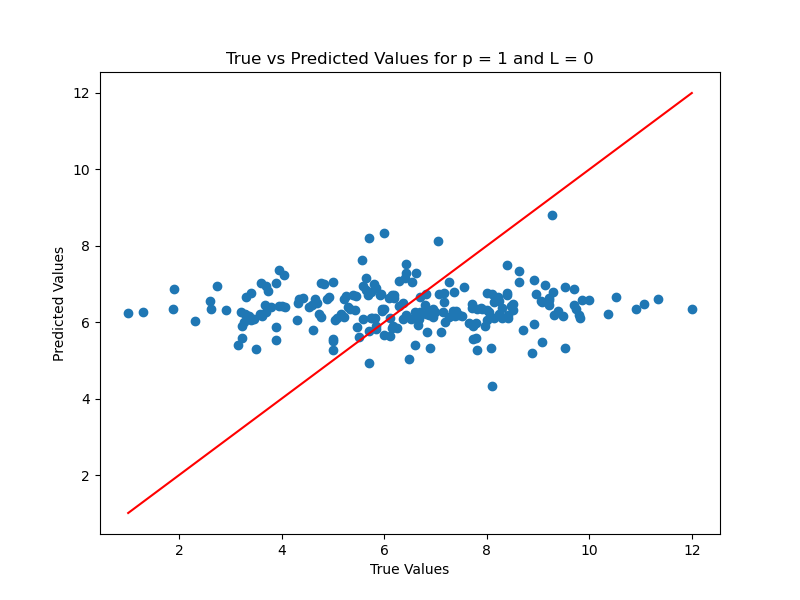 True vs Predicted Values for p = 1 and L = 0
12
10
8
6
4
2
Predicted Values
2 4 6 8 10 12
True Values